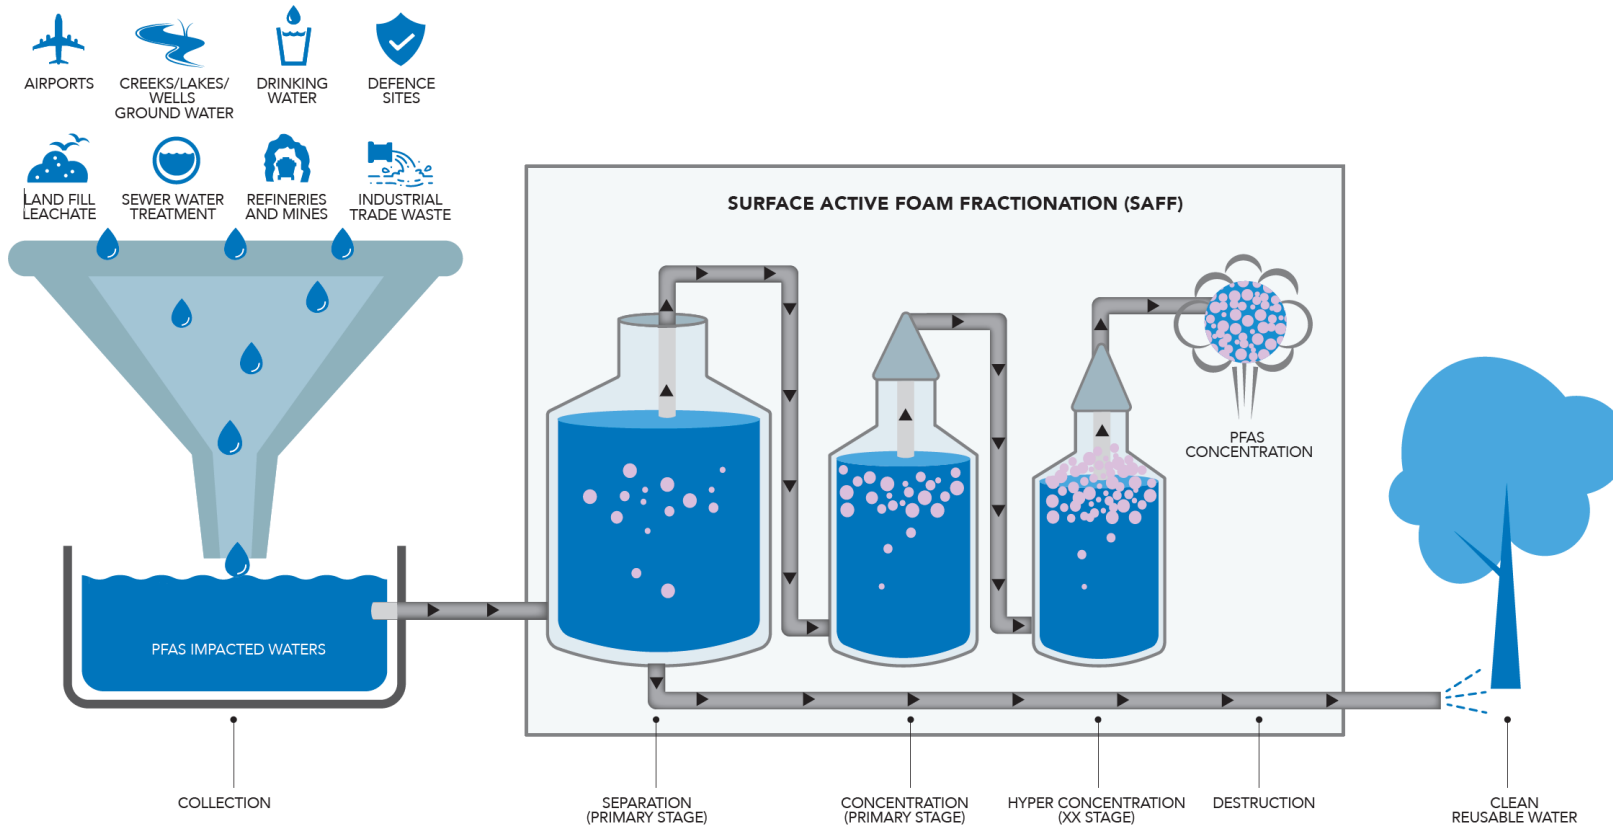 AIRPORTS
CREEKS/LAKES/
WELLS
GROUND WATER
DRINKING
WATER
DEFENCE
SITES
LAND FILL
LEACHATE
SEWER WATER
TREATMENT
REFINERIES
AND MINES
INDUSTRIAL
TRADE WASTE
SURFACE ACTIVE FOAM FRACTIONATION (SAFF)
PFAS
CONCENTRATION
PFAS IMPACTED WATERS
COLLECTION
SEPARATION
(PRIMARY STAGE)
CONCENTRATION
(PRIMARY STAGE)
HYPER CONCENTRATION
(XX STAGE)
DESTRUCTION
CLEAN
REUSABLE WATER